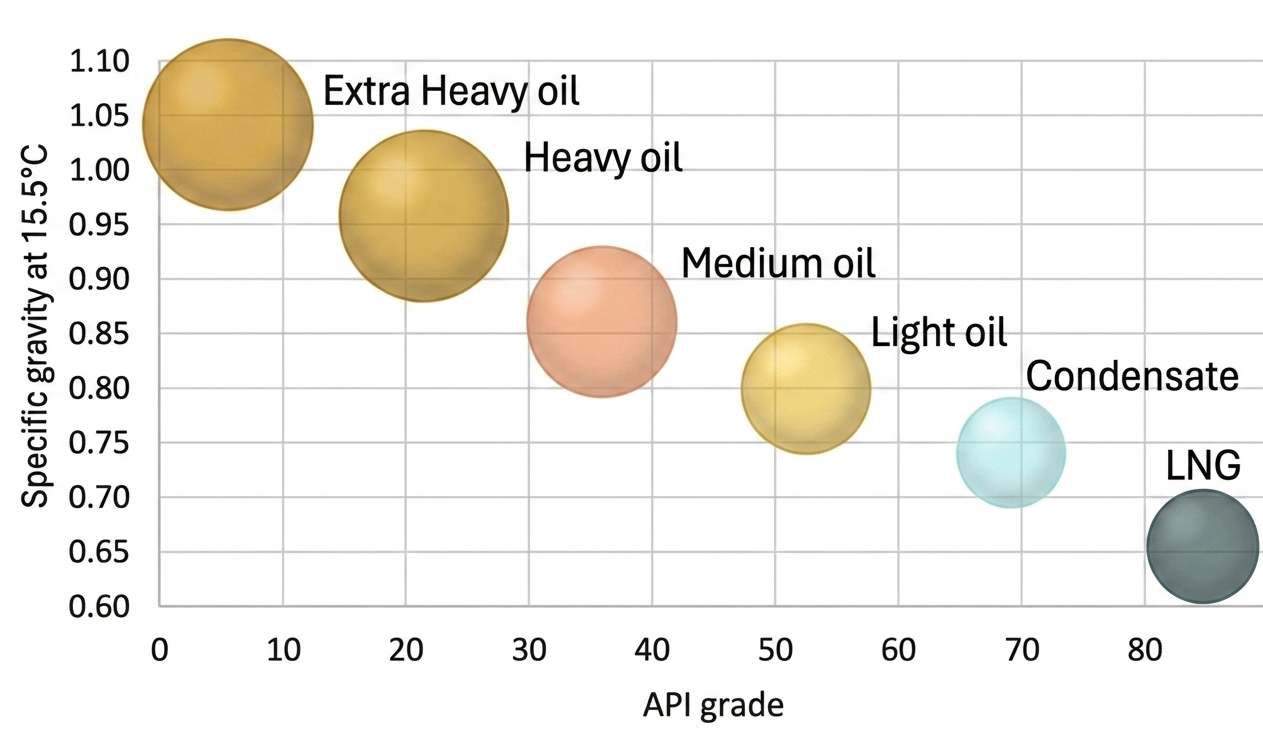 1.10
1.05
1.00
0.95
0.90
0.85
0.80
0.75
0.70
0.65
0.60
Specific gravity at 15.5°C
Extra Heavy oil
Heavy oil
Medium oil
Light oil
Condensate
LNG
0 10 20 30 40 50 60 70 80
API grade